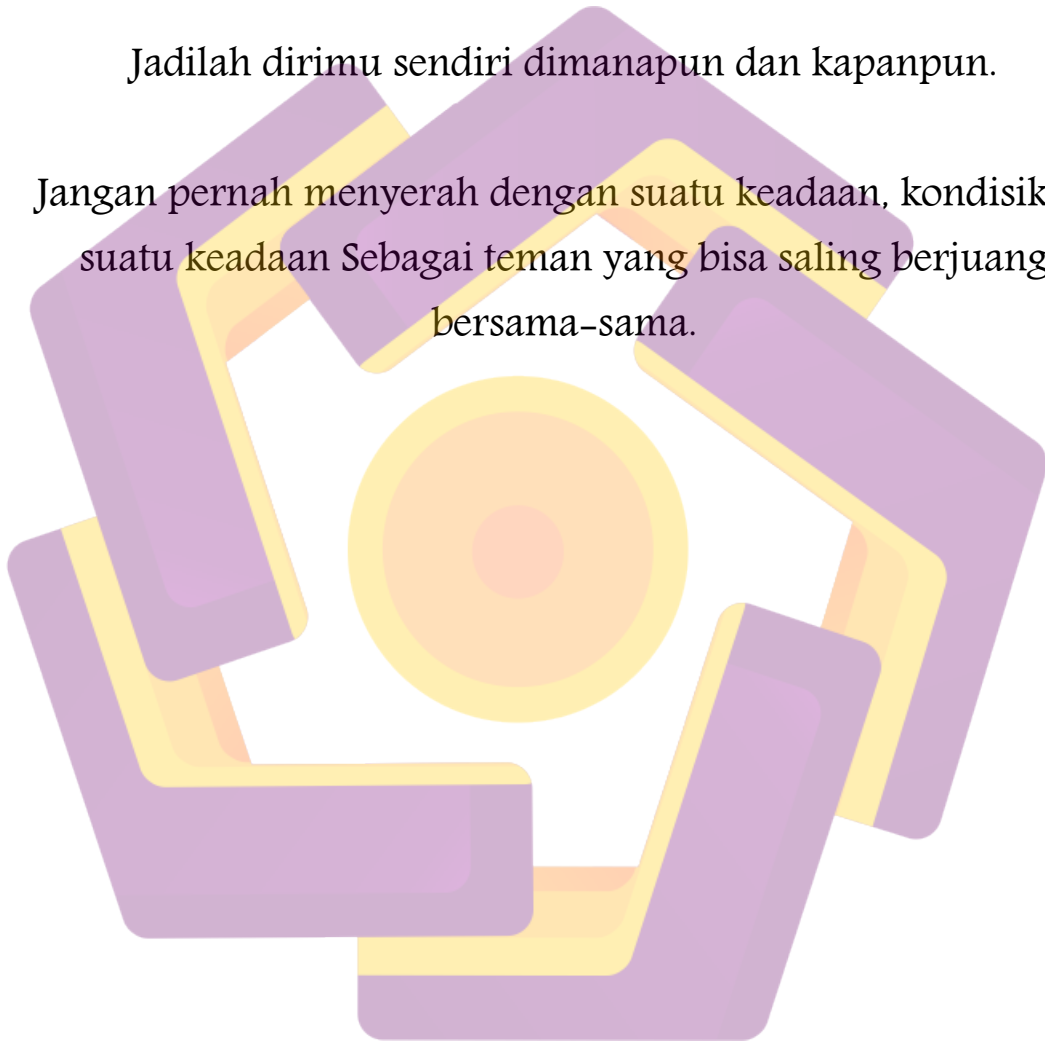 Jadilah dirimu sendiri dimanapun dan kapanpun.
Jangan pernah menyerah dengan suatu keadaan, kondisik
suatu keadaan Sebagai teman yang bisa saling berjuang
bersama-sama.